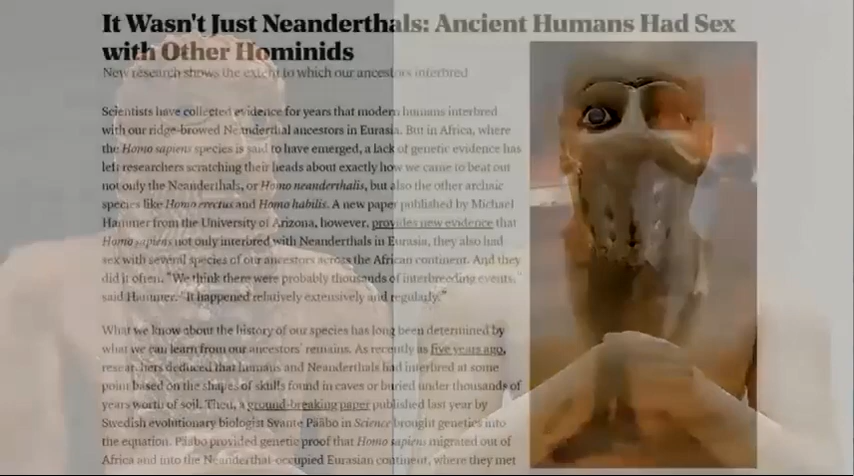 It Wasn't Just Neanderthals: Ancient Humans Had Sex
with Other Hominids
New research shows the extent to which our ancestors interbred
Scientists have collected evidence for years that modern humans interbred
with our ridge-browed Neanderthal ancestors in Eurasia. But in Africa, where
the Homo sapiens species is said to have emerged, a lack of genetic evidence has
left researchers scratching their heads about exactly how we came to beat out
not only the Neanderthals, or Homo neanderthalis, but also the other archaic
species like Homo erectus and Homo habilis. A new paper published by Michael
Hammer from the University of Arizona, however, provides new evidence that
Homo sapiens not only interbred with Neanderthals in Eurasia, they also had
sex with several species of our ancestors across the African continent. And they
did it often. "We think there were probably thousands of interbreeding events,"
said Hammer. "It happened relatively extensively and regularly."
What we know about the history of our species has long been determined by
what we can learn from our ancestors' remains. As recently as five years ago,
researchers deduced that humans and Neanderthals had interbred at some
point based on the shapes of skulls found in caves or buried under thousands of
years worth of soil. Then, a ground-breaking paper published last year by
Swedish evolutionary biologist Svante Pääbo in Science brought genetics into
the equation. Pääbo provided genetic proof that Homo sapiens migrated out of
Africa and into the Neanderthal-occupied Eurasian continent, where they met